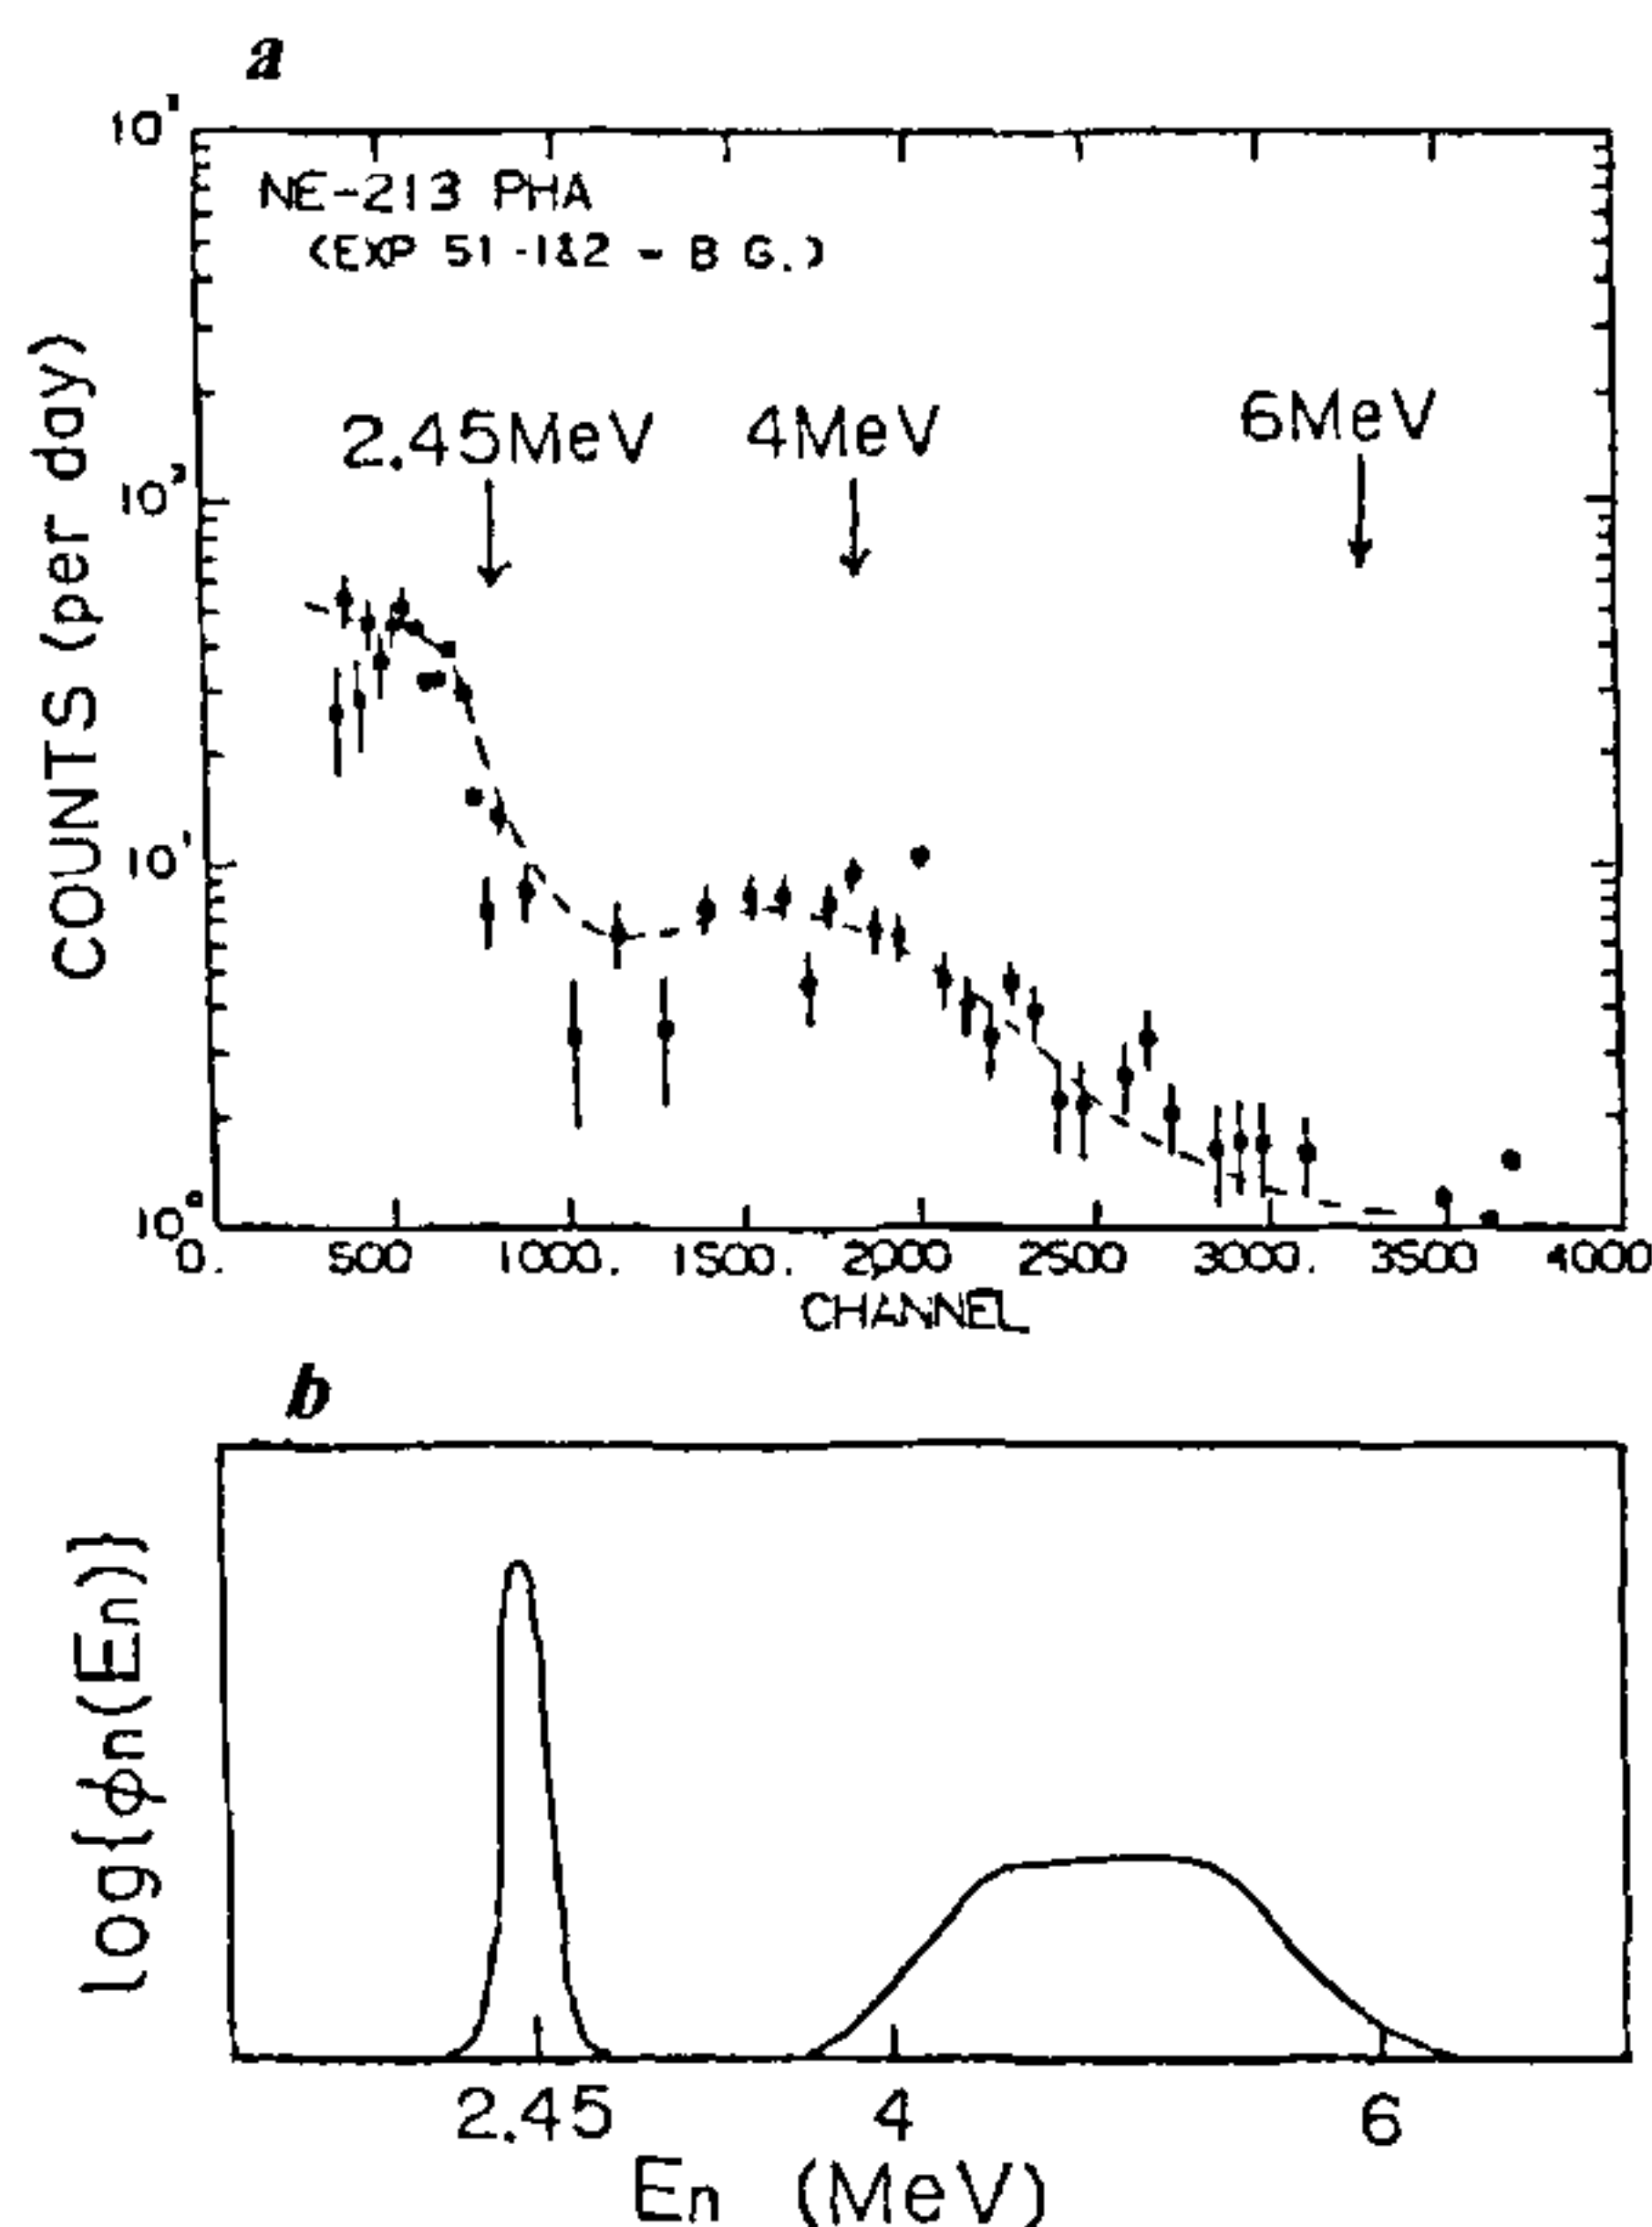 a
NE-213 PHA
(EXP 51-1&2 - B G.)
2.45MeV 4MeV 6MeV
COUNTS (per day)
10²
10¹
10⁰
0. 500 1000. 1500. 2000 2500 3000. 3500 4000
CHANNEL
b
log{ϕn(En)}
2.45 4 6
En (MeV)